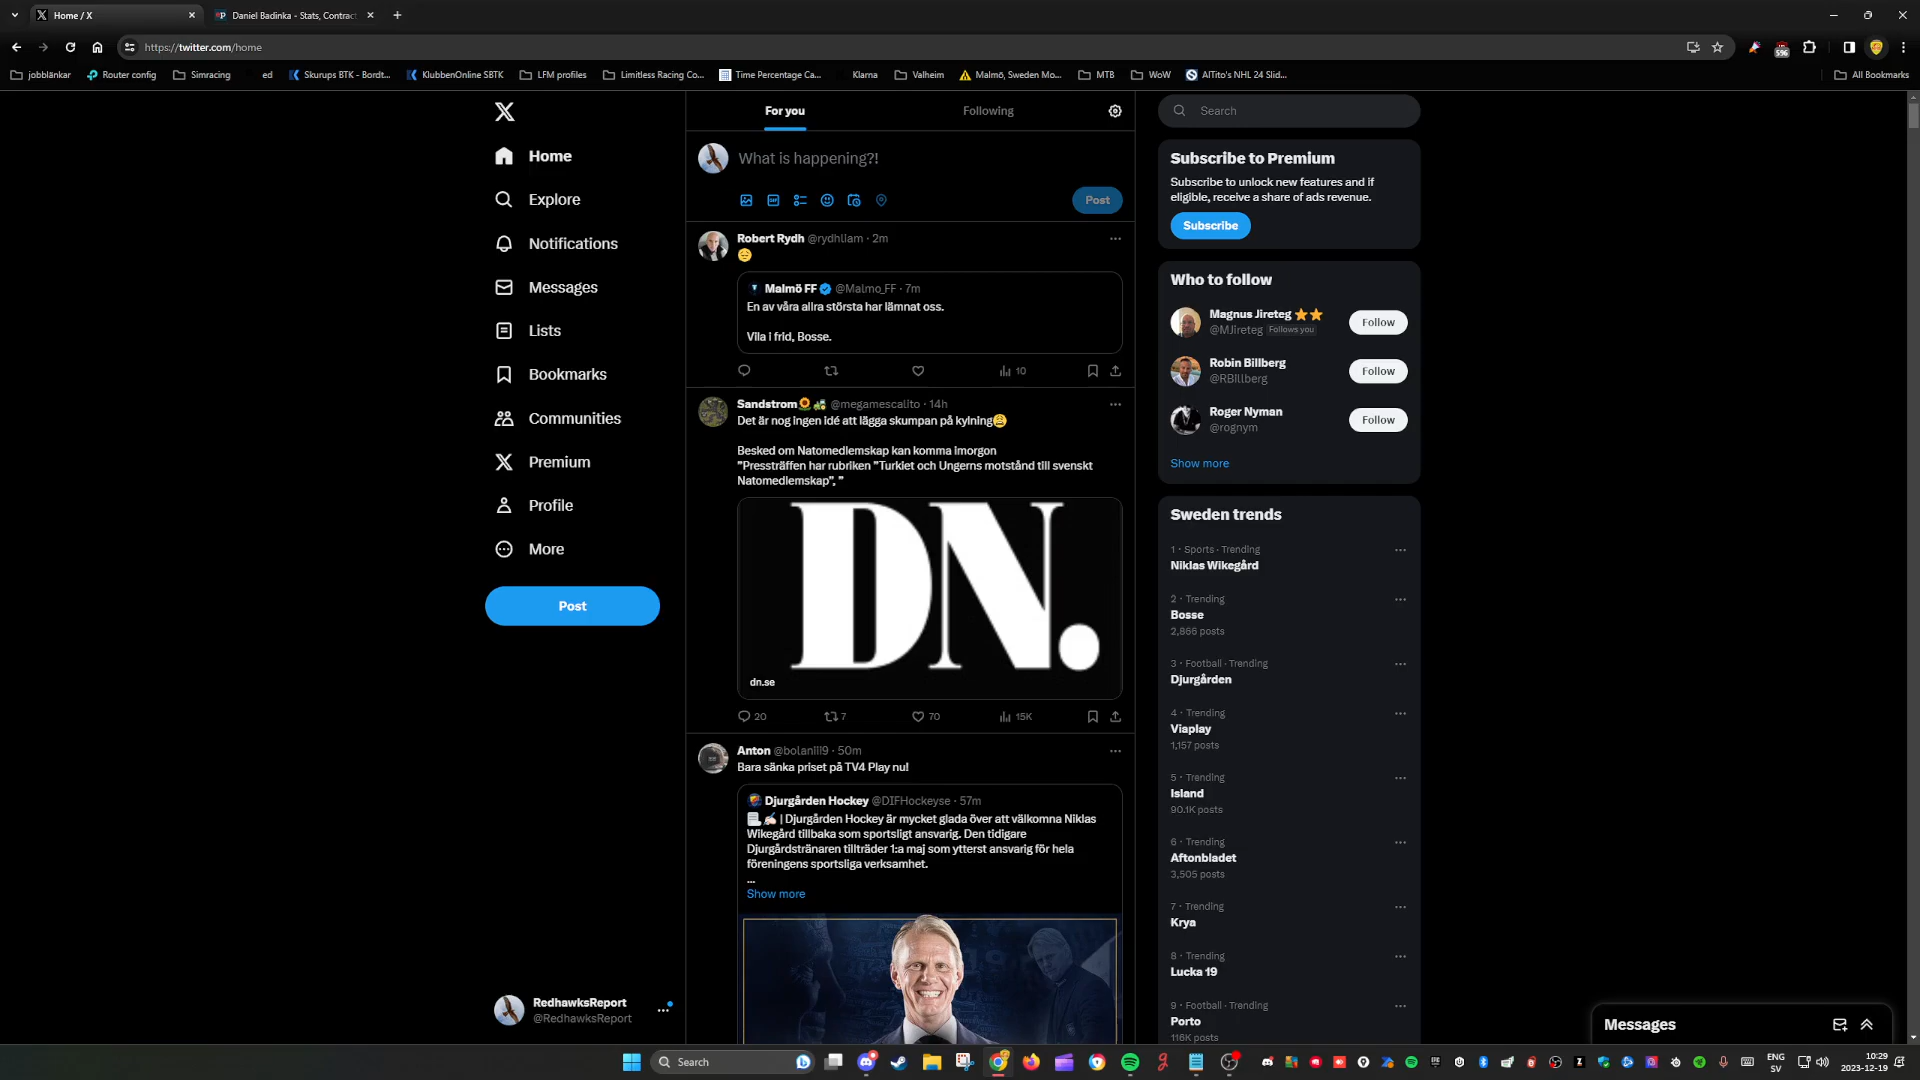 Home / X
Daniel Badinka - Stats, Contrac
https://twitter.com/home
596
jobblänkar
Router config
Simracing
ed
Skurups BTK - Bordt...
KlubbenOnline SBTK
LFM profiles
Limitless Racing Co...
Time Percentage Ca...
Klarna
Valheim
Malmö, Sweden Mo...
MTB
WoW
AlTito's NHL 24 Slid...
All Bookmarks
Home
Explore
Notifications
Messages
Lists
Bookmarks
Communities
Premium
Profile
More
Post
RedhawksReport
@RedhawksReport
For you
Following
What is happening?!
GIF
Post
Robert Rydh @rydhliam · 2m
Malmö FF @Malmo_FF · 7m
En av våra allra största har lämnat oss.
Vila i frid, Bosse.
10
Sandstrom @megamescalito · 14h
Det är nog ingen idé att lägga skumpan på kylning
Besked om Natomedlemskap kan komma imorgon
"Pressträffen har rubriken "Turkiet och Ungerns motstånd till svenskt
Natomedlemskap", "
DN.
dn.se
20
7
70
15K
Anton @bolaniii9 · 50m
Bara sänka priset på TV4 Play nu!
Djurgården Hockey @DIFHockeyse · 57m
| Djurgården Hockey är mycket glada över att välkomna Niklas
Wikegård tillbaka som sportsligt ansvarig. Den tidigare
Djurgårdstränaren tillträder 1:a maj som ytterst ansvarig för hela
föreningens sportsliga verksamhet.
...
Show more
Search
Subscribe to Premium
Subscribe to unlock new features and if
eligible, receive a share of ads revenue.
Subscribe
Who to follow
Magnus Jireteg
@MJireteg Follows you
Follow
Robin Billberg
@RBillberg
Follow
Roger Nyman
@rognym
Follow
Show more
Sweden trends
1 · Sports · Trending
Niklas Wikegård
2 · Trending
Bosse
2,866 posts
3 · Football · Trending
Djurgården
4 · Trending
Viaplay
1,157 posts
5 · Trending
Island
90.1K posts
6 · Trending
Aftonbladet
3,505 posts
7 · Trending
Krya
8 · Trending
Lucka 19
9 · Football · Trending
Porto
116K posts
Messages
Search
ENG
SV
10:29
2023-12-19